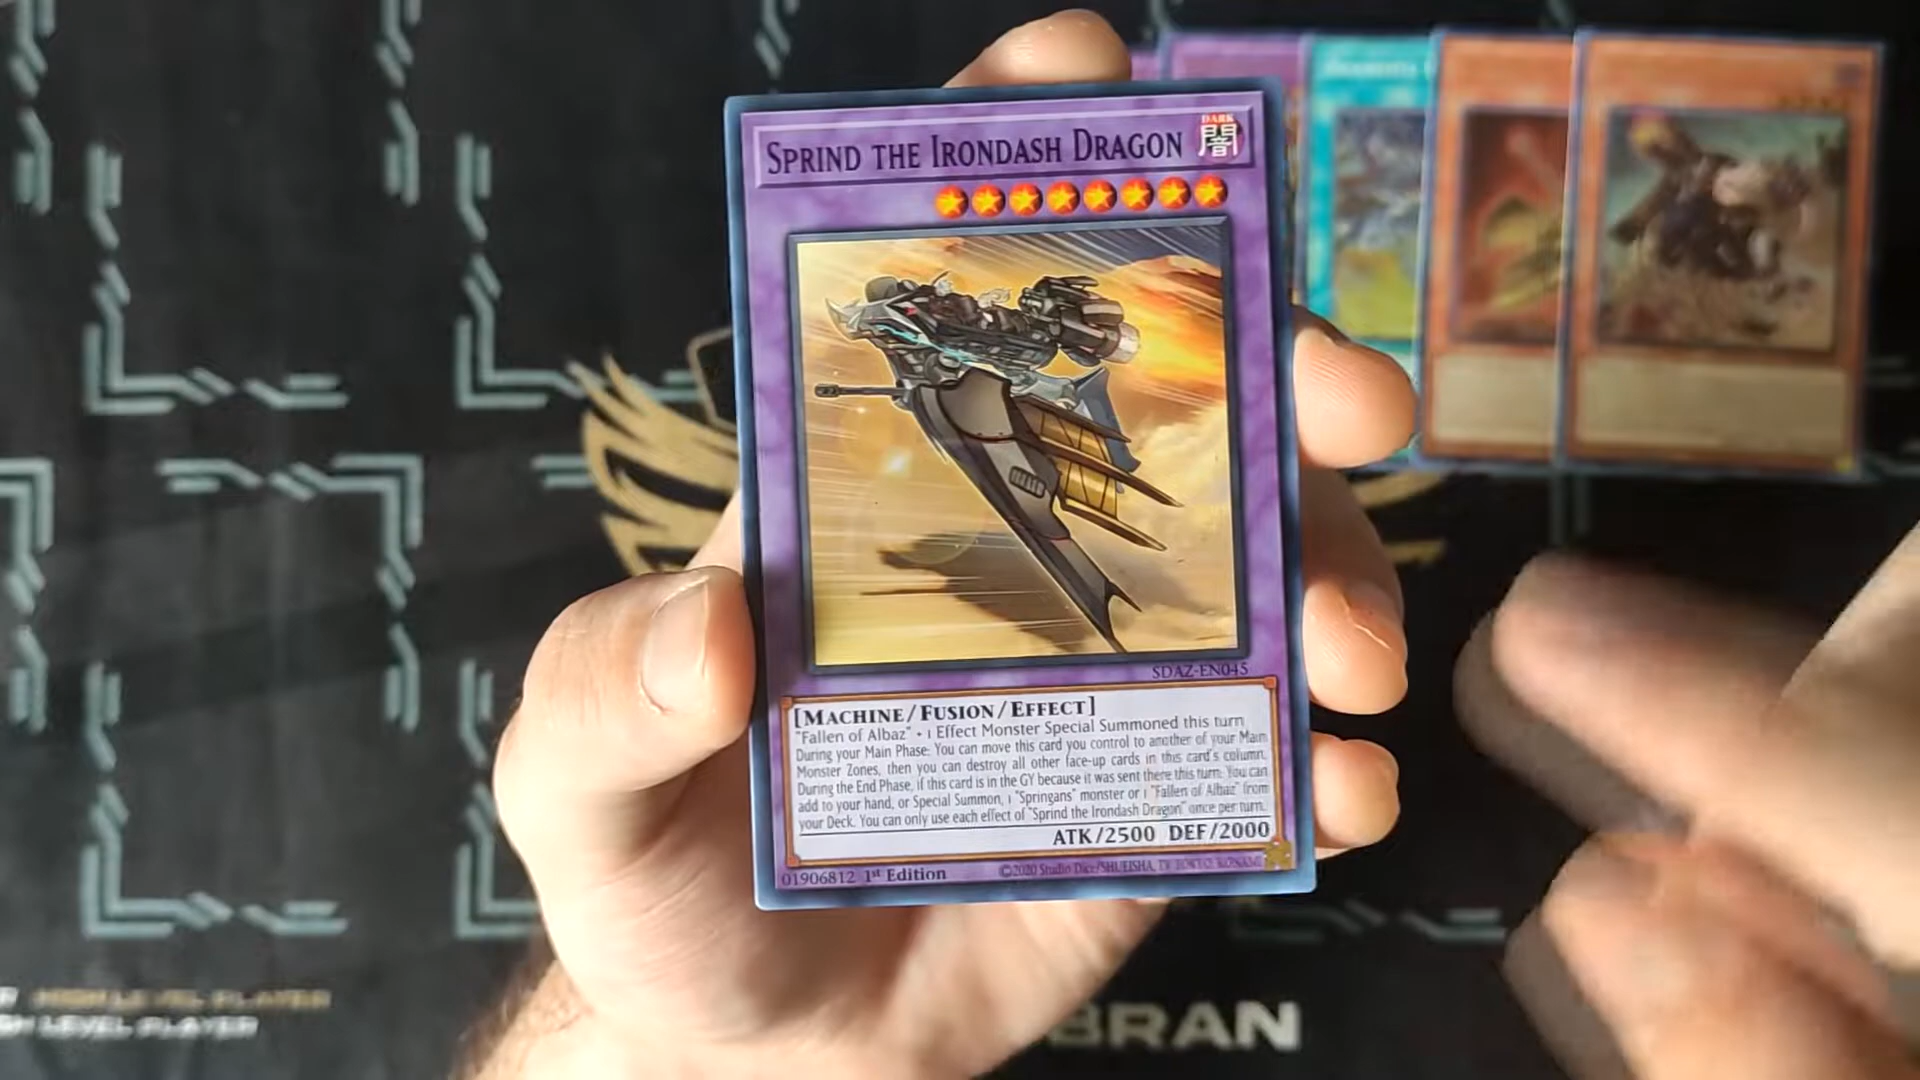 SPRIND THE IRONDASH DRAGON
DARK
闇
SDAZ-EN045
[MACHINE/FUSION/EFFECT]
"Fallen of Albaz" + 1 Effect Monster Special Summoned this turn
During your Main Phase: You can move this card you control to another of your Main
Monster Zones, then you can destroy all other face-up cards in this card's column.
During the End Phase, if this card is in the GY because it was sent there this turn: You can
add to your hand, or Special Summon, 1 "Springans" monster or 1 "Fallen of Albaz" from
your Deck. You can only use each effect of "Sprind the Irondash Dragon" once per turn.
ATK/2500 DEF/2000
01906812 1st Edition
©2020 Studio Dice/SHUEISHA, TV TOKYO, KONAMI
HIGH LEVEL PLAYER
LEVEL PLAYER
BRAN